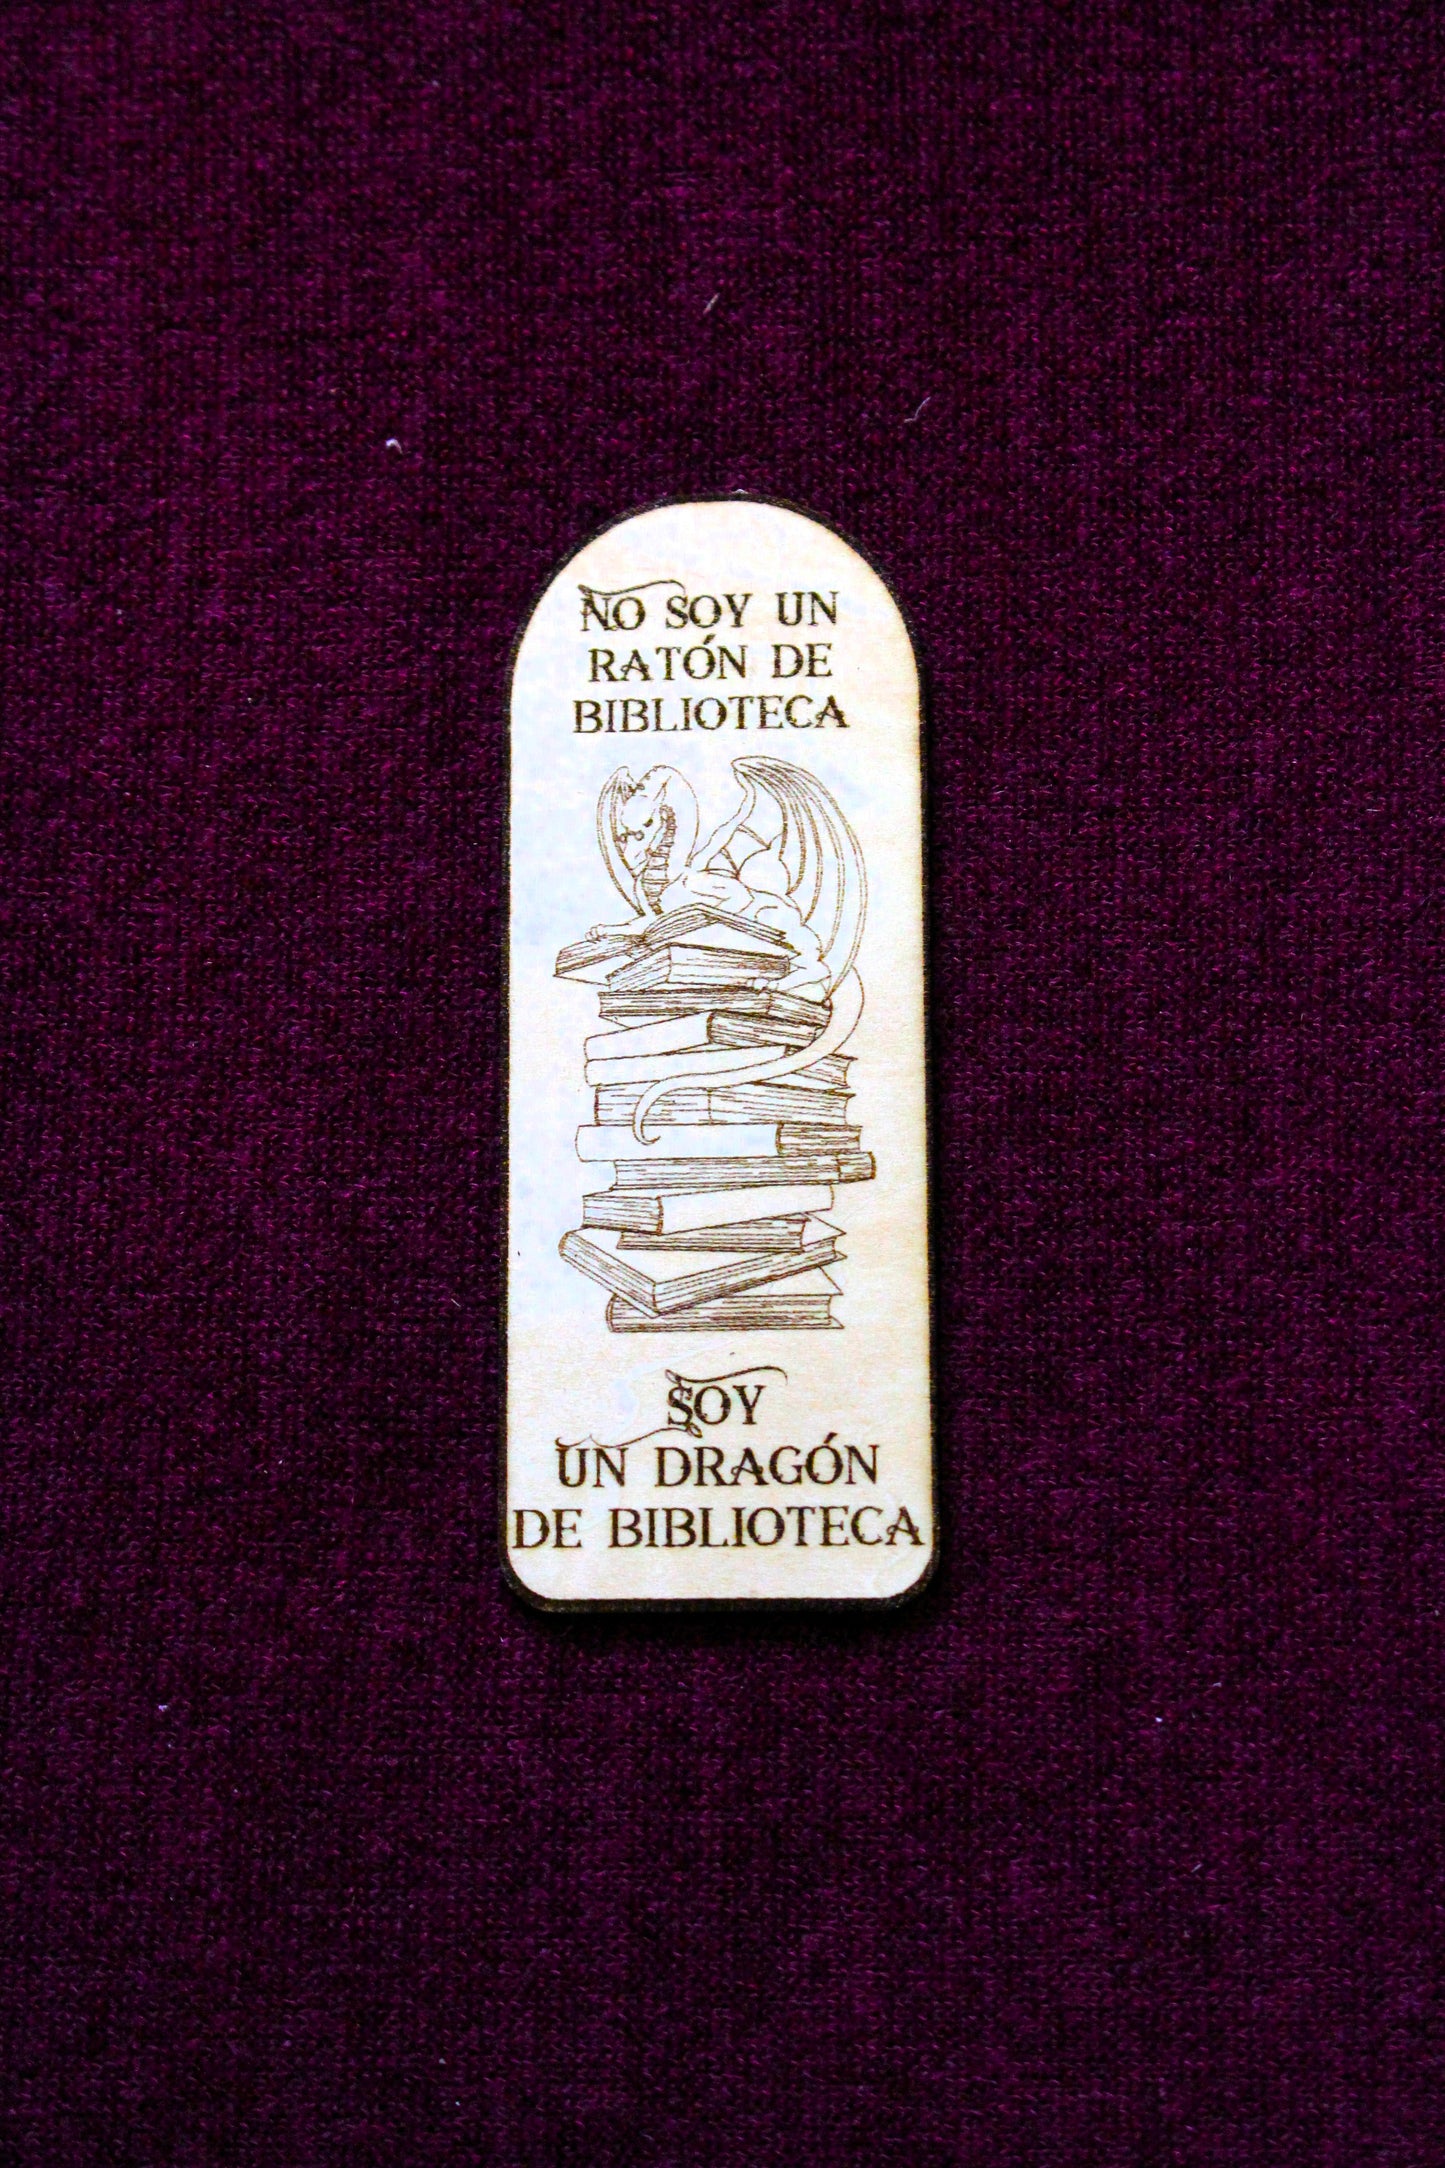 NO SOY UN
RATÓN DE
BIBLIOTECA
SOY
UN DRAGÓN
DE BIBLIOTECA